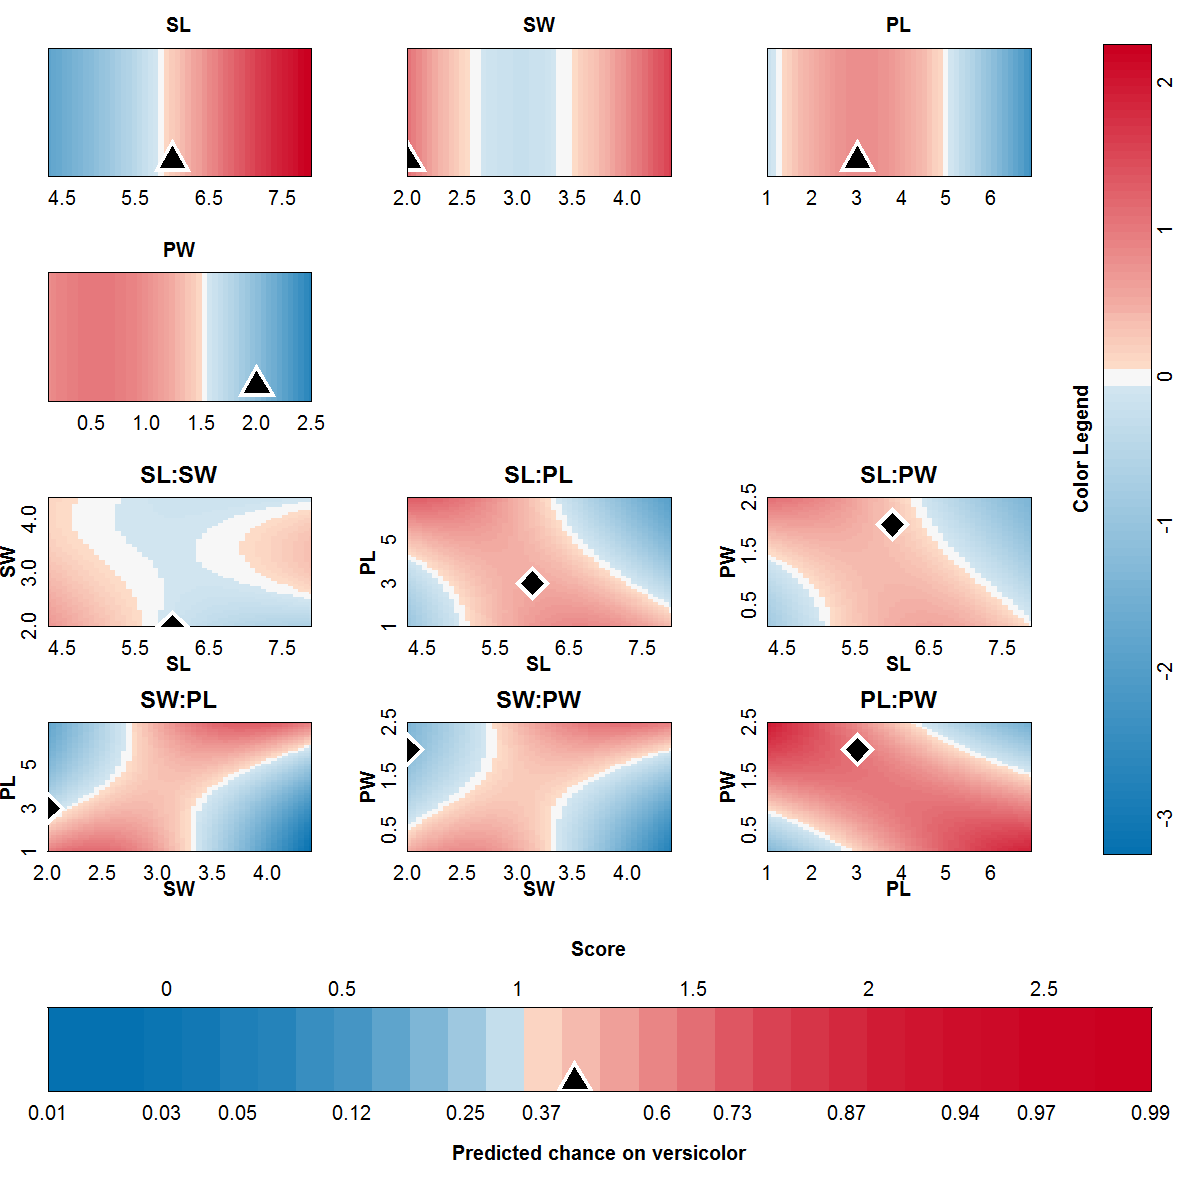 SL SW PL
4.5 5.5 6.5 7.5 2.0 2.5 3.0 3.5 4.0 1 2 3 4 5 6
PW
0.5 1.0 1.5 2.0 2.5
Color Legend
2
1
0
-1
-2
-3
SL:SW SL:PL SL:PW
SW
2.0 3.0 4.0
PL
1 3 5
PW
0.5 1.5 2.5
4.5 5.5 6.5 7.5 4.5 5.5 6.5 7.5 4.5 5.5 6.5 7.5
SL SL SL
SW:PL SW:PW PL:PW
PL
1 3 5
PW
0.5 1.5 2.5
PW
0.5 1.5 2.5
2.0 2.5 3.0 3.5 4.0 2.0 2.5 3.0 3.5 4.0 1 2 3 4 5 6
SW SW PL
Score
0 0.5 1 1.5 2 2.5
0.01 0.03 0.05 0.12 0.25 0.37 0.6 0.73 0.87 0.94 0.97 0.99
Predicted chance on versicolor